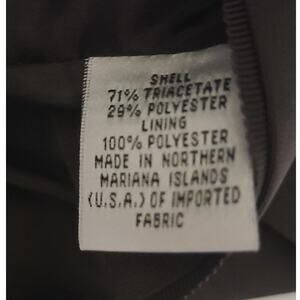 SHELL
71% TRIACETATE
29% POLYESTER
LINING
100% POLYESTER
MADE IN NORTHERN
MARIANA ISLANDS
(U.S.A.) OF IMPORTED
FABRIC